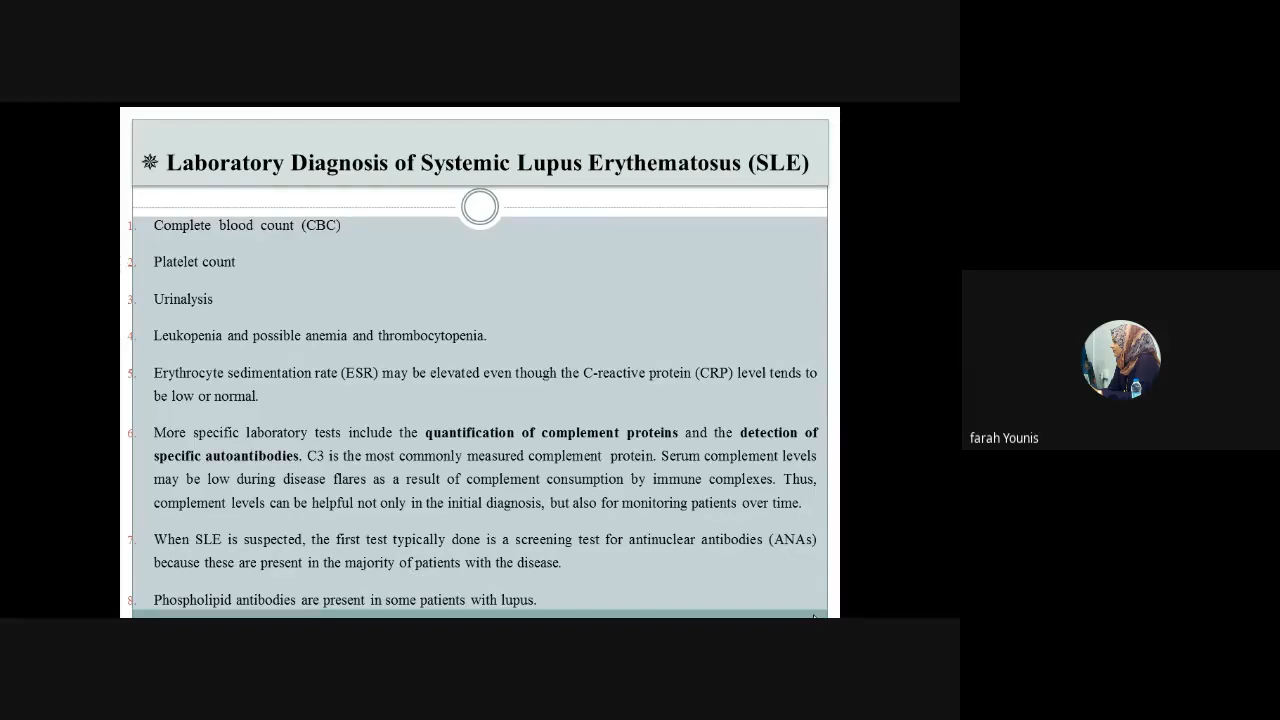 ✵ Laboratory Diagnosis of Systemic Lupus Erythematosus (SLE)
1. Complete blood count (CBC)
2. Platelet count
3. Urinalysis
4. Leukopenia and possible anemia and thrombocytopenia.
5. Erythrocyte sedimentation rate (ESR) may be elevated even though the C-reactive protein (CRP) level tends to
be low or normal.
6. More specific laboratory tests include the quantification of complement proteins and the detection of
specific autoantibodies. C3 is the most commonly measured complement protein. Serum complement levels
may be low during disease flares as a result of complement consumption by immune complexes. Thus,
complement levels can be helpful not only in the initial diagnosis, but also for monitoring patients over time.
7. When SLE is suspected, the first test typically done is a screening test for antinuclear antibodies (ANAs)
because these are present in the majority of patients with the disease.
8. Phospholipid antibodies are present in some patients with lupus.
farah Younis